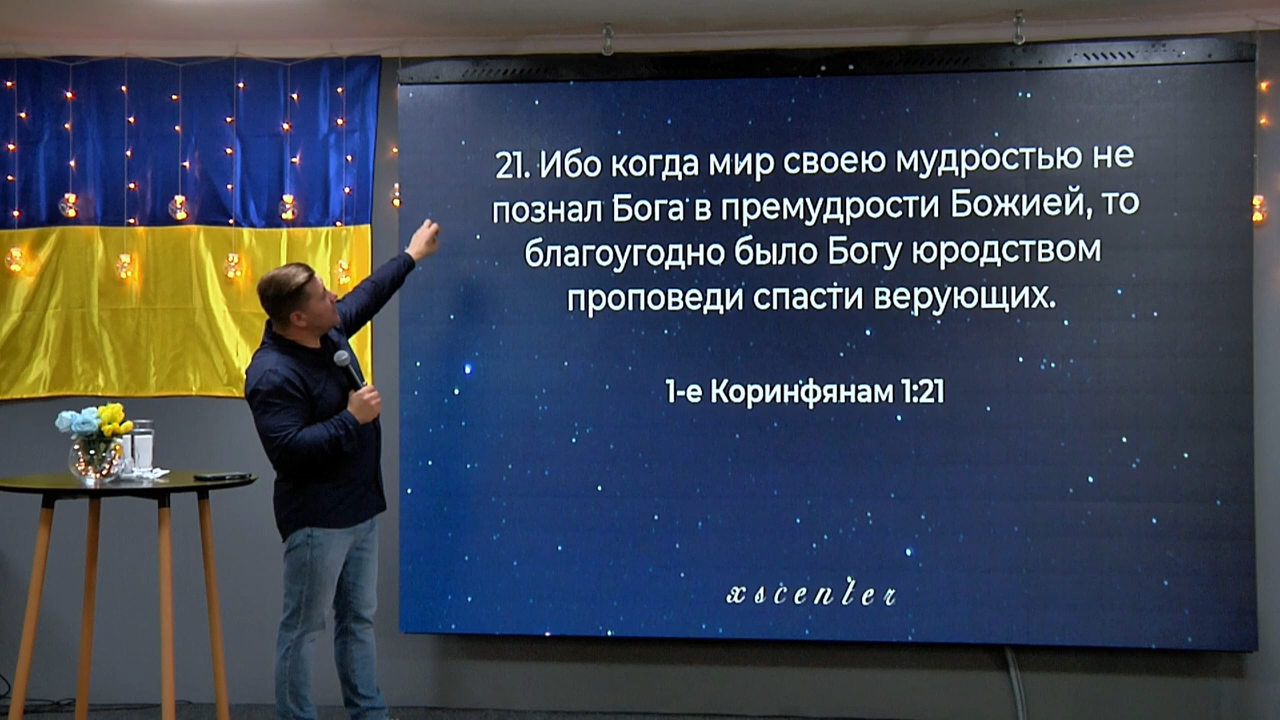 21. Ибо когда мир своею мудростью не
познал Бога в премудрости Божией, то
благоугодно было Богу юродством
проповеди спасти верующих.
1-е Коринфянам 1:21
xscenter